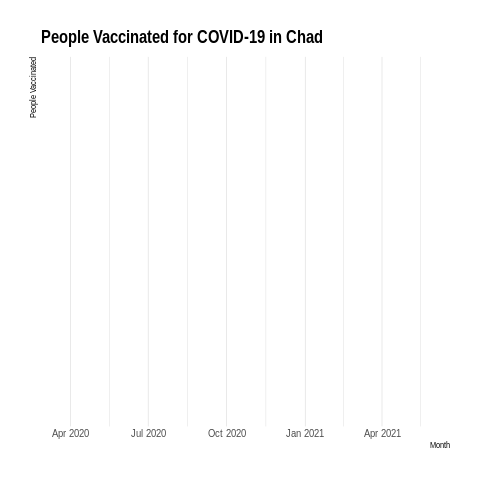 People Vaccinated for COVID-19 in Chad
People Vaccinated
Apr 2020 Jul 2020 Oct 2020 Jan 2021 Apr 2021
Month